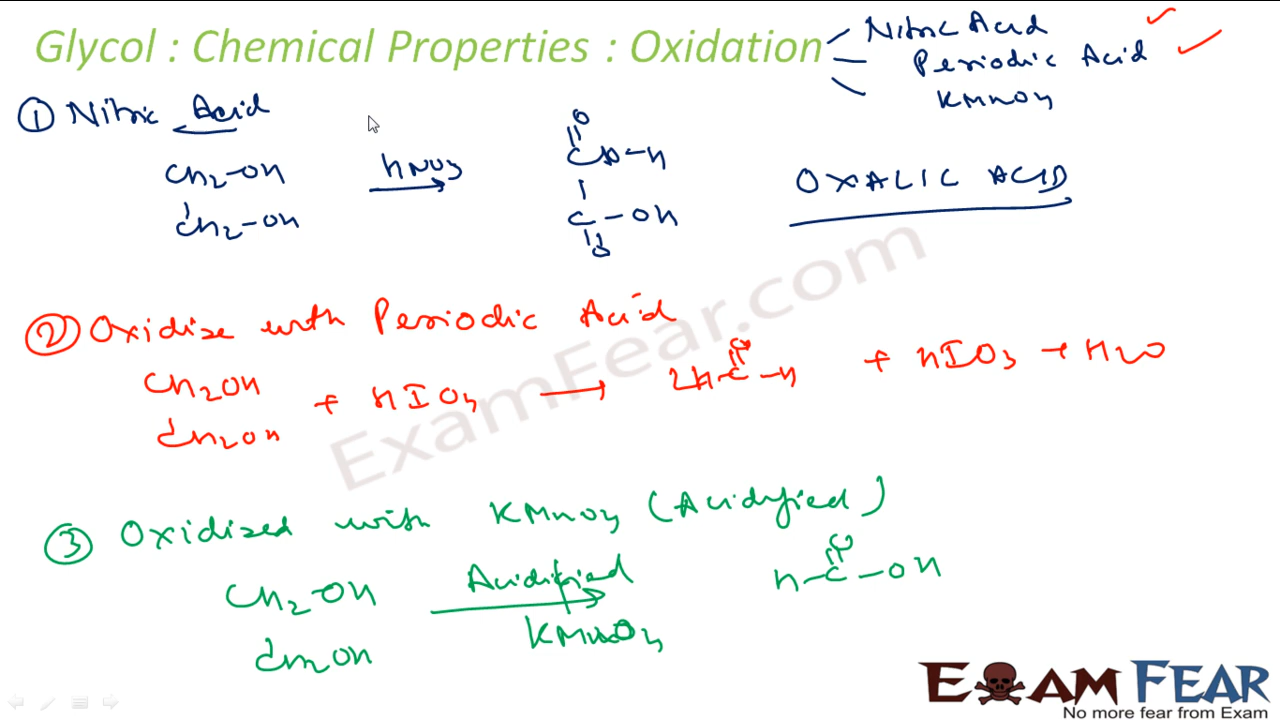 Glycol : Chemical Properties : Oxidation
Nitric Acid
Periodic Acid
KMnO4
① Nitric Acid
CH2-OH
CH2-OH
HNO3
O
C-O-H
C-OH
O
OXALIC ACID
② Oxidise with Periodic Acid
CH2OH
CH2OH
+ HIO4
O
2H-C-H
+ HIO3 + H2O
③ Oxidized with KMnO4 (Acidified)
CH2-OH
CH2OH
Acidified
KMnO4
O
H-C-OH
ExamFear.com
EXAM FEAR
No more fear from Exam